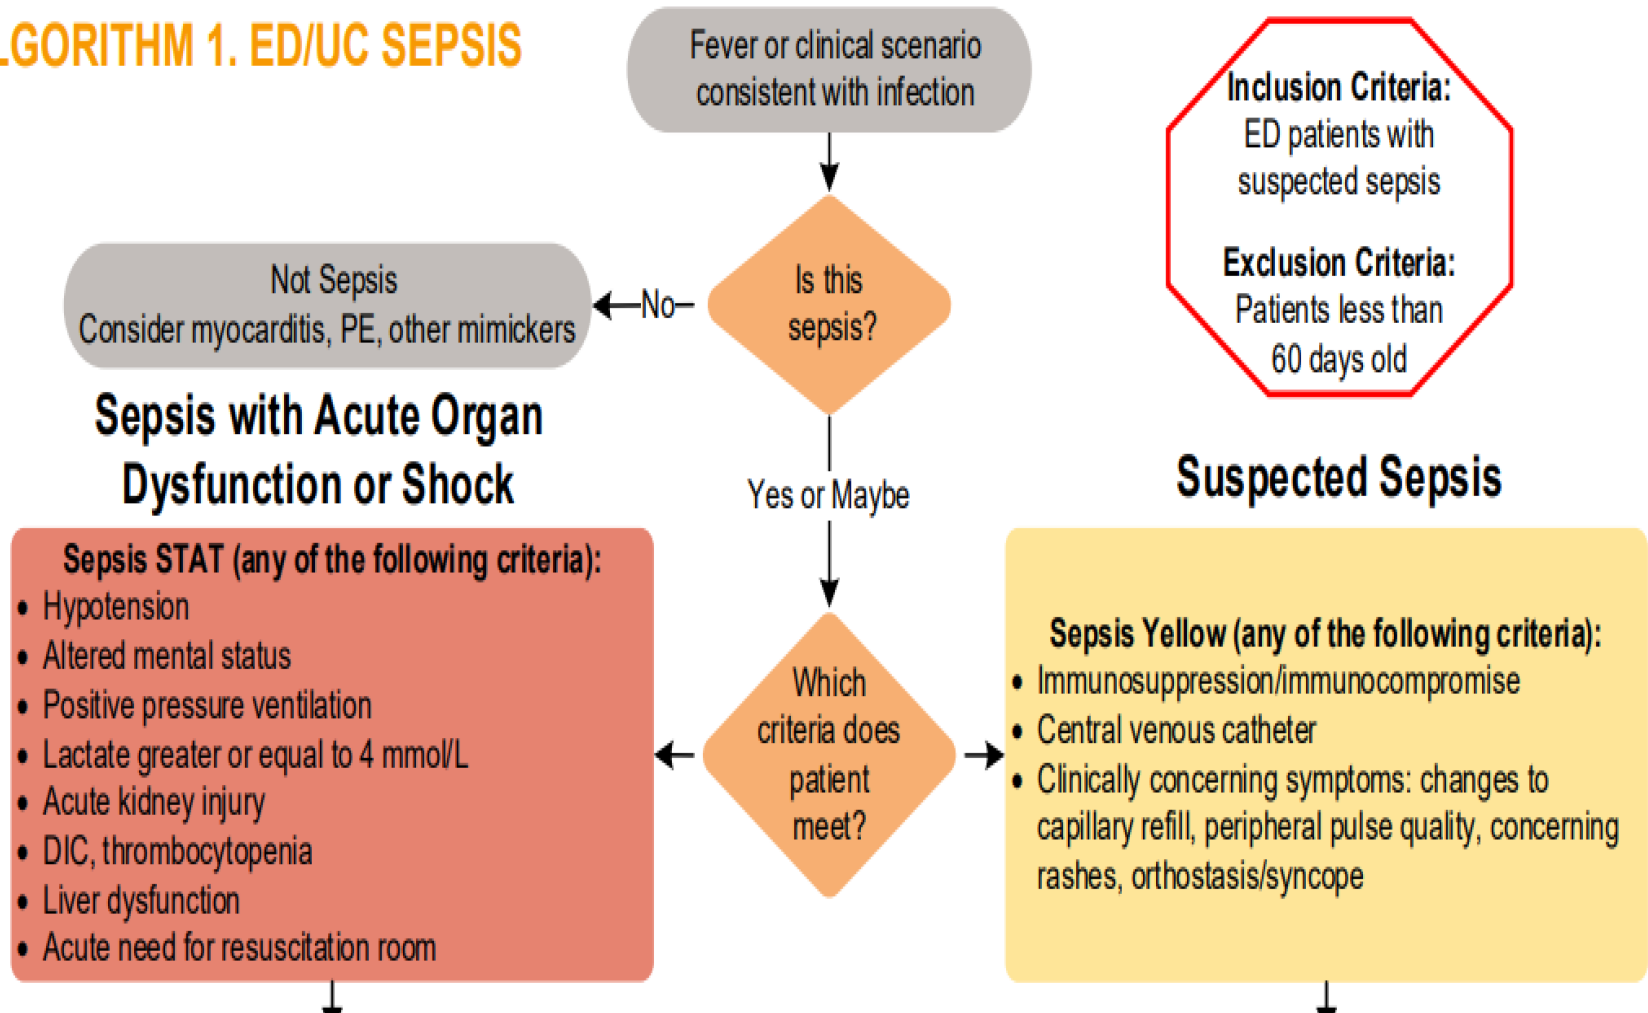 LGORITHM 1. ED/UC SEPSIS
Fever or clinical scenario
consistent with infection
Inclusion Criteria:
ED patients with
suspected sepsis
Exclusion Criteria:
Patients less than
60 days old
Is this
sepsis?
No
Not Sepsis
Consider myocarditis, PE, other mimickers
Yes or Maybe
Sepsis with Acute Organ
Dysfunction or Shock
Suspected Sepsis
Sepsis STAT (any of the following criteria):
• Hypotension
• Altered mental status
• Positive pressure ventilation
• Lactate greater or equal to 4 mmol/L
• Acute kidney injury
• DIC, thrombocytopenia
• Liver dysfunction
• Acute need for resuscitation room
Which
criteria does
patient
meet?
Sepsis Yellow (any of the following criteria):
• Immunosuppression/immunocompromise
• Central venous catheter
• Clinically concerning symptoms: changes to
capillary refill, peripheral pulse quality, concerning
rashes, orthostasis/syncope